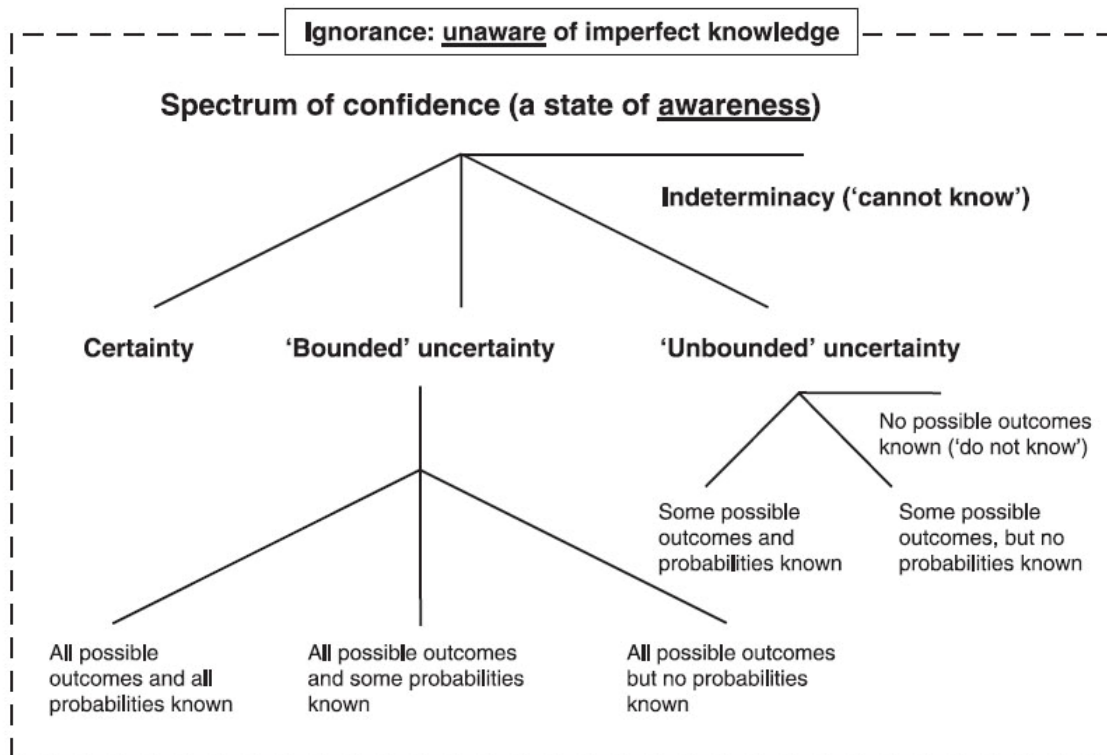 Ignorance: unaware of imperfect knowledge
Spectrum of confidence (a state of awareness)
Indeterminacy (‘cannot know’)
Certainty
‘Bounded’ uncertainty
‘Unbounded’ uncertainty
No possible outcomes
known (‘do not know’)
Some possible
outcomes and
probabilities known
Some possible
outcomes, but no
probabilities known
All possible
outcomes and all
probabilities known
All possible outcomes
and some probabilities
known
All possible outcomes
but no probabilities
known